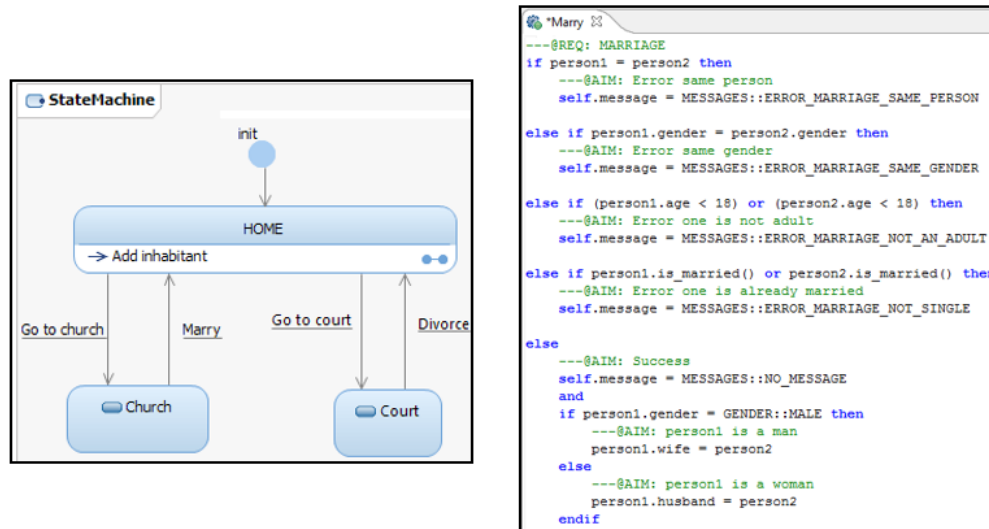 StateMachine
init
HOME
Add inhabitant
Go to church
Marry
Go to court
Divorce
Church
Court
*Marry
---@REQ: MARRIAGE
if person1 = person2 then
---@AIM: Error same person
self.message = MESSAGES::ERROR_MARRIAGE_SAME_PERSON
else if person1.gender = person2.gender then
---@AIM: Error same gender
self.message = MESSAGES::ERROR_MARRIAGE_SAME_GENDER
else if (person1.age < 18) or (person2.age < 18) then
---@AIM: Error one is not adult
self.message = MESSAGES::ERROR_MARRIAGE_NOT_AN_ADULT
else if person1.is_married() or person2.is_married() then
---@AIM: Error one is already married
self.message = MESSAGES::ERROR_MARRIAGE_NOT_SINGLE
else
---@AIM: Success
self.message = MESSAGES::NO_MESSAGE
and
if person1.gender = GENDER::MALE then
---@AIM: person1 is a man
person1.wife = person2
else
---@AIM: person1 is a woman
person1.husband = person2
endif